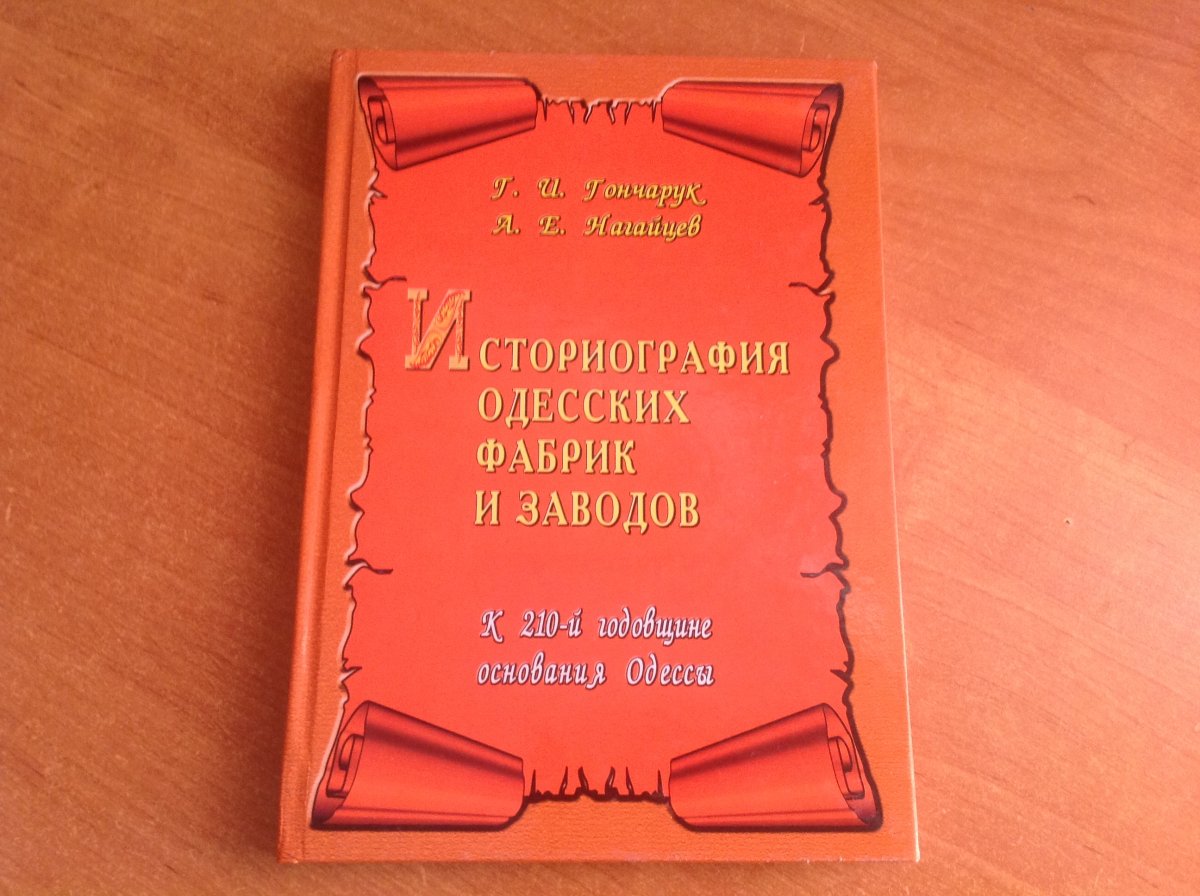 Г. И. Гончарук
А. Е. Нагайцев
ИСТОРИОГРАФИЯ
ОДЕССКИХ
ФАБРИК
И ЗАВОДОВ
К 210-й годовщине
основания Одессы